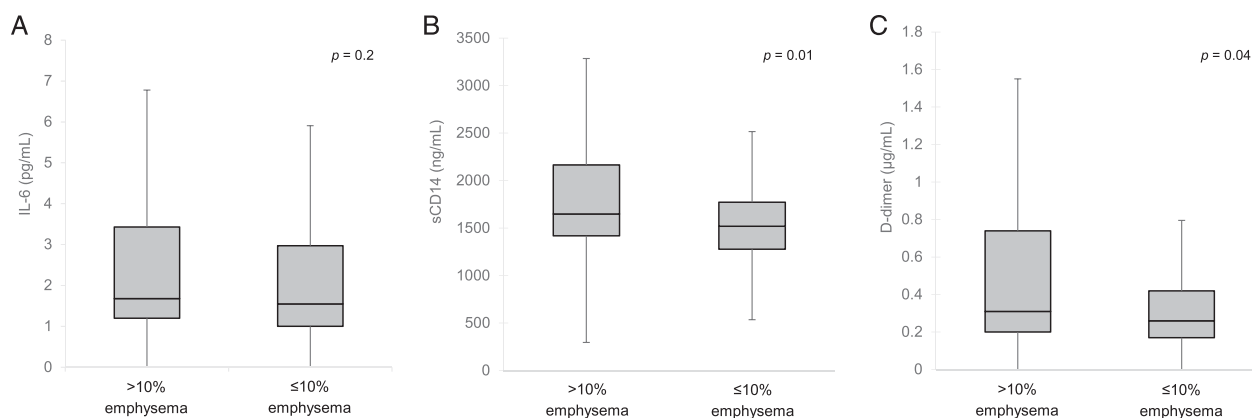 A
8
7
6
5
4
3
2
1
0
IL-6 (pg/mL)
p = 0.2
>10%
emphysema
≤10%
emphysema
B
3500
3000
2500
2000
1500
1000
500
0
sCD14 (ng/mL)
p = 0.01
>10%
emphysema
≤10%
emphysema
C
1.8
1.6
1.4
1.2
1
0.8
0.6
0.4
0.2
0
D-dimer (µg/mL)
p = 0.04
>10%
emphysema
≤10%
emphysema